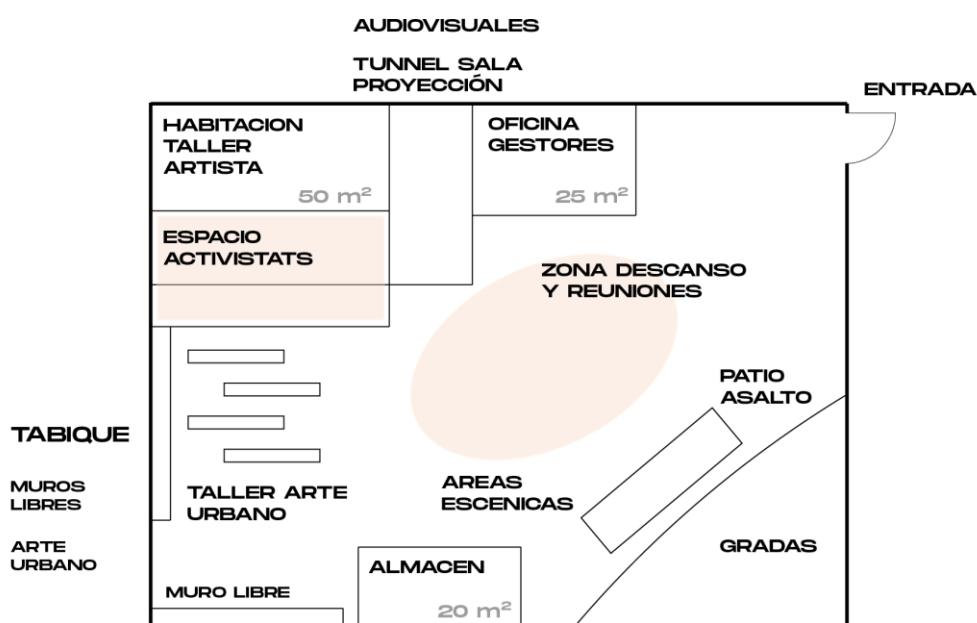 AUDIOVISUALES
TUNNEL SALA
PROYECCIÓN
ENTRADA
HABITACION
TALLER
ARTISTA
50 m²
OFICINA
GESTORES
25 m²
ESPACIO
ACTIVISTATS
ZONA DESCANSO
Y REUNIONES
PATIO
ASALTO
TABIQUE
MUROS
LIBRES
ARTE
URBANO
TALLER ARTE
URBANO
AREAS
ESCENICAS
GRADAS
ALMACEN
20 m²
MURO LIBRE